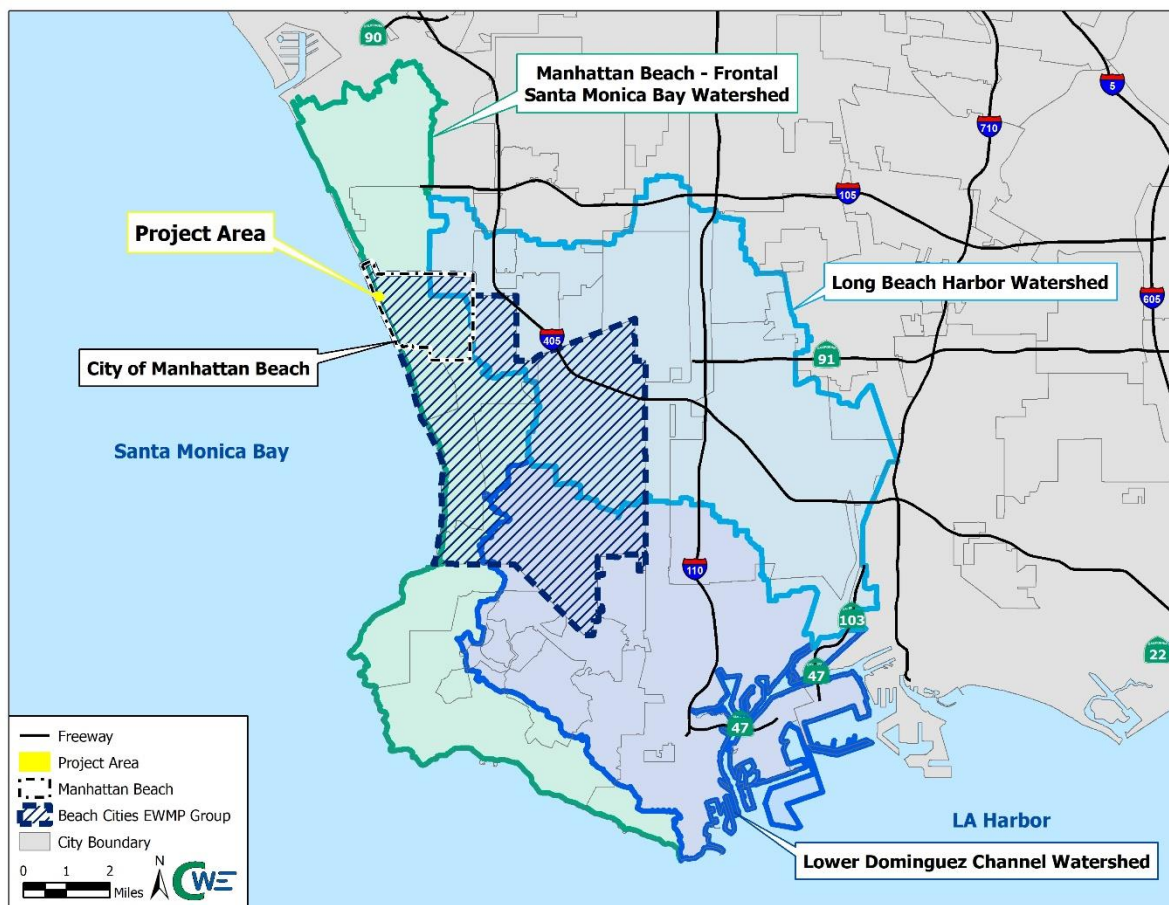 90
Manhattan Beach - Frontal
Santa Monica Bay Watershed
5
710
105
Project Area
Long Beach Harbor Watershed
605
405
City of Manhattan Beach
91
Santa Monica Bay
110
103
22
47
47
Freeway
Project Area
Manhattan Beach
Beach Cities EWMP Group
City Boundary
0 1 2
Miles
N
CWE
LA Harbor
Lower Dominguez Channel Watershed